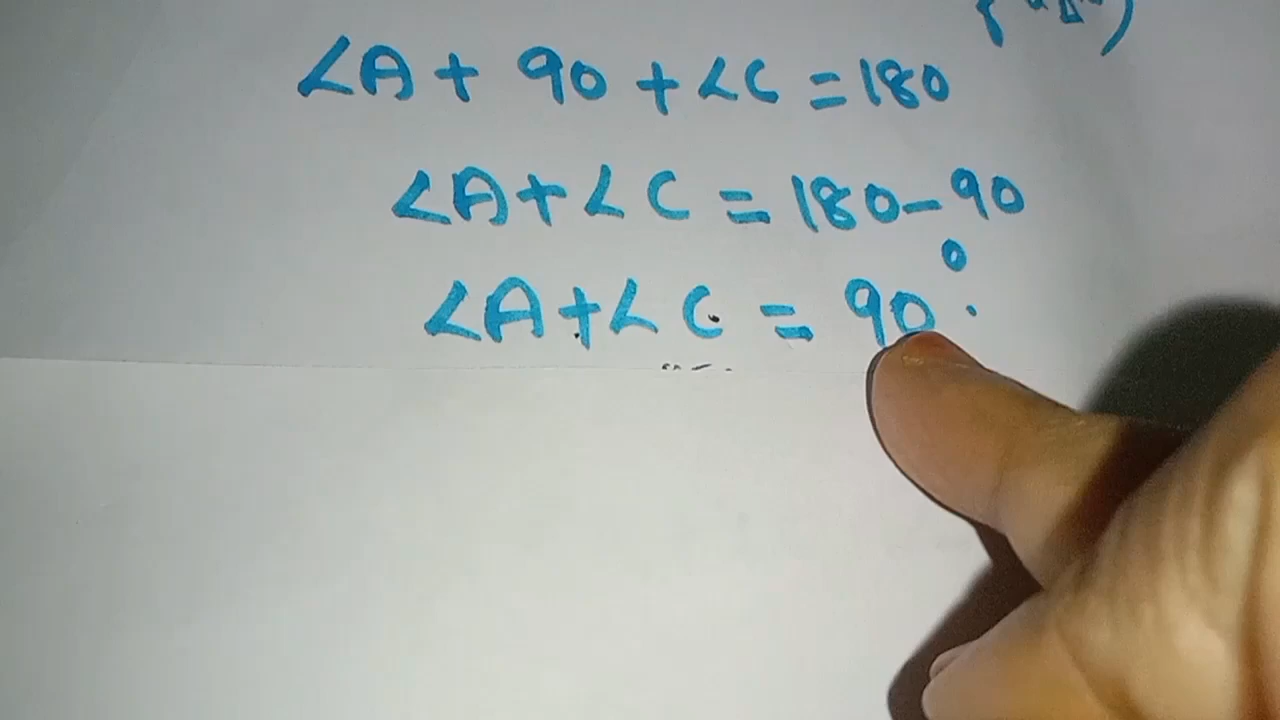 ∠A + 90 + ∠C = 180
∠A + ∠C = 180 - 90
∠A + ∠C = 90°.